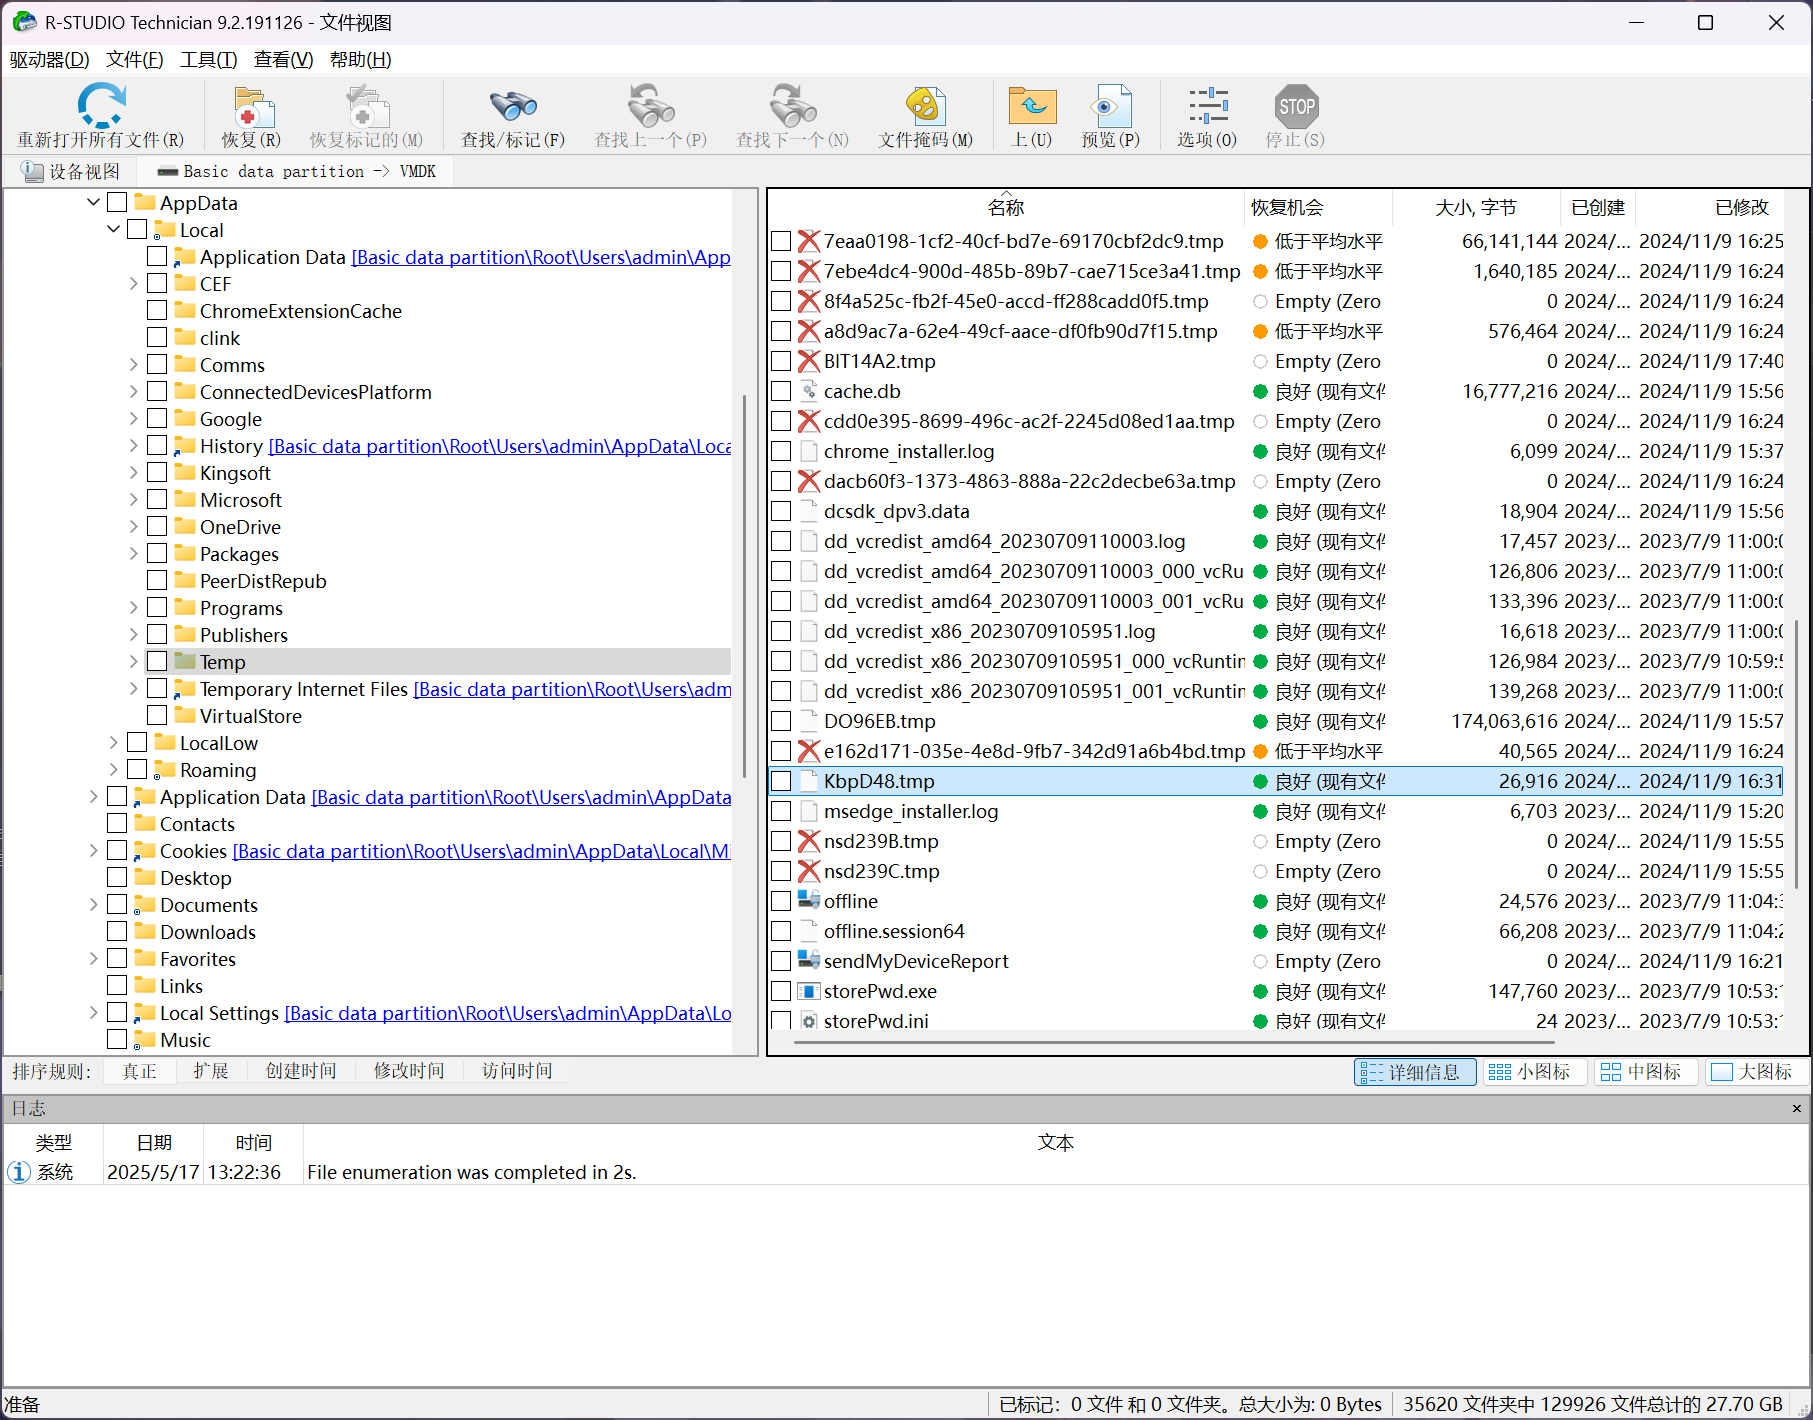 R-STUDIO Technician 9.2.191126 - 文件视图
驱动器(D) 文件(F) 工具(T) 查看(V) 帮助(H)
重新打开所有文件(R) 恢复(R) 恢复标记的(M) 查找/标记(F) 查找上一个(P) 查找下一个(N) 文件掩码(M) 上(U) 预览(P) 选项(O) STOP 停止(S)
设备视图 Basic data partition -> VMDK
AppData
Local
Application Data [Basic data partition\Root\Users\admin\App
CEF
ChromeExtensionCache
clink
Comms
ConnectedDevicesPlatform
Google
History [Basic data partition\Root\Users\admin\AppData\Loca
Kingsoft
Microsoft
OneDrive
Packages
PeerDistRepub
Programs
Publishers
Temp
Temporary Internet Files [Basic data partition\Root\Users\adm
VirtualStore
LocalLow
Roaming
Application Data [Basic data partition\Root\Users\admin\AppData
Contacts
Cookies [Basic data partition\Root\Users\admin\AppData\Local\Mi
Desktop
Documents
Downloads
Favorites
Links
Local Settings [Basic data partition\Root\Users\admin\AppData\Lo
Music
名称 恢复机会 大小, 字节 已创建 已修改
7eaa0198-1cf2-40cf-bd7e-69170cbf2dc9.tmp 低于平均水平 66,141,144 2024/... 2024/11/9 16:25
7ebe4dc4-900d-485b-89b7-cae715ce3a41.tmp 低于平均水平 1,640,185 2024/... 2024/11/9 16:24
8f4a525c-fb2f-45e0-accd-ff288cadd0f5.tmp Empty (Zero 0 2024/... 2024/11/9 16:24
a8d9ac7a-62e4-49cf-aace-df0fb90d7f15.tmp 低于平均水平 576,464 2024/... 2024/11/9 16:24
BIT14A2.tmp Empty (Zero 0 2024/... 2024/11/9 17:40
cache.db 良好 (现有文件 16,777,216 2024/... 2024/11/9 15:56
cdd0e395-8699-496c-ac2f-2245d08ed1aa.tmp Empty (Zero 0 2024/... 2024/11/9 16:24
chrome_installer.log 良好 (现有文件 6,099 2024/... 2024/11/9 15:37
dacb60f3-1373-4863-888a-22c2decbe63a.tmp Empty (Zero 0 2024/... 2024/11/9 16:24
dcsdk_dpv3.data 良好 (现有文件 18,904 2024/... 2024/11/9 15:56
dd_vcredist_amd64_20230709110003.log 良好 (现有文件 17,457 2023/... 2023/7/9 11:00:0
dd_vcredist_amd64_20230709110003_000_vcRu 良好 (现有文件 126,806 2023/... 2023/7/9 11:00:0
dd_vcredist_amd64_20230709110003_001_vcRu 良好 (现有文件 133,396 2023/... 2023/7/9 11:00:0
dd_vcredist_x86_20230709105951.log 良好 (现有文件 16,618 2023/... 2023/7/9 11:00:0
dd_vcredist_x86_20230709105951_000_vcRuntin 良好 (现有文件 126,984 2023/... 2023/7/9 10:59:5
dd_vcredist_x86_20230709105951_001_vcRuntin 良好 (现有文件 139,268 2023/... 2023/7/9 11:00:0
DO96EB.tmp 良好 (现有文件 174,063,616 2024/... 2024/11/9 15:57
e162d171-035e-4e8d-9fb7-342d91a6b4bd.tmp 低于平均水平 40,565 2024/... 2024/11/9 16:24
KbpD48.tmp 良好 (现有文件 26,916 2024/... 2024/11/9 16:31
msedge_installer.log 良好 (现有文件 6,703 2023/... 2024/11/9 15:20
nsd239B.tmp Empty (Zero 0 2024/... 2024/11/9 15:55
nsd239C.tmp Empty (Zero 0 2024/... 2024/11/9 15:55
offline 良好 (现有文件 24,576 2023/... 2023/7/9 11:04:3
offline.session64 良好 (现有文件 66,208 2023/... 2023/7/9 11:04:2
sendMyDeviceReport Empty (Zero 0 2024/... 2024/11/9 16:21
storePwd.exe 良好 (现有文件 147,760 2023/... 2023/7/9 10:53:1
storePwd.ini 良好 (现有文件 24 2023/... 2023/7/9 10:53:1
排序规则: 真正 扩展 创建时间 修改时间 访问时间 详细信息 小图标 中图标 大图标
日志
类型 日期 时间 文本
系统 2025/5/17 13:22:36 File enumeration was completed in 2s.
准备 已标记: 0 文件 和 0 文件夹。总大小为: 0 Bytes 35620 文件夹中 129926 文件总计的 27.70 GB